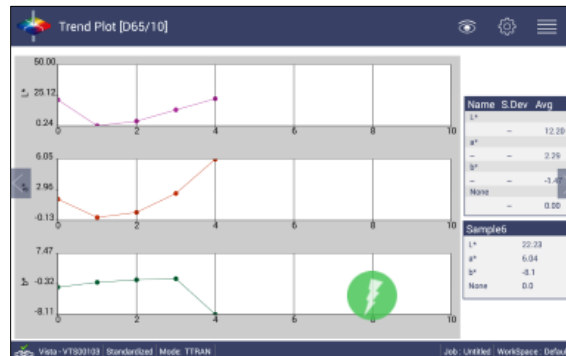 Trend Plot [D65/10]
50.00
L* 25.12
0.24
0 2 4 6 8 10
6.05
2.96
-0.13
0 2 4 6 8 10
7.47
b* -0.32
-8.11
0 2 4 6 8 10
Name S.Dev Avg
L*
– 12.20
a*
– – 2.29
b*
– – -1.47
None
– 0.00
Sample6
L* 22.23
a* 6.04
b* -8.1
None 0.0
Vista - VTS00103 Standardized Mode: TTRAN Job : Untitled WorkSpace : Defau